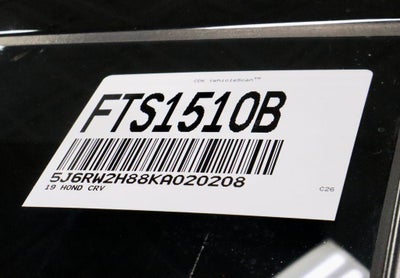 CDK VehicleScan™
FTS1510B
5J6RW2H88KA020208
19 HOND CRV
C26